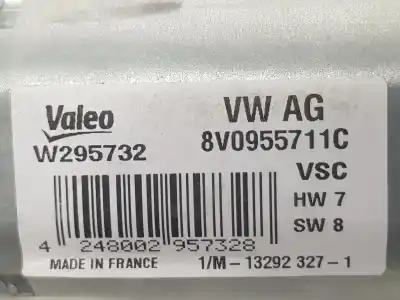 Valeo
VW AG
W295732
8V0955711C
VSC
HW 7
SW 8
4 248002 957328
MADE IN FRANCE
1/M - 13292 327 - 1